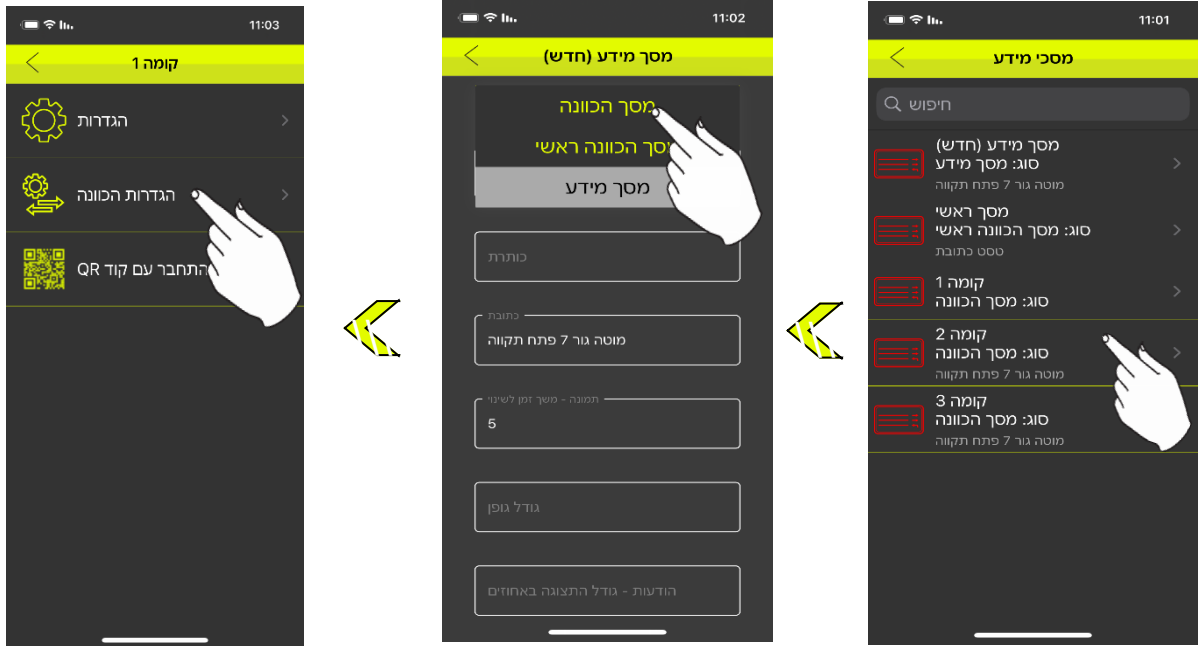 11:01
מסכי מידע
חיפוש
מסך מידע (חדש)
סוג: מסך מידע
מוטה גור 7 פתח תקווה
מסך ראשי
סוג: מסך הכוונה ראשי
טסט כתובת
קומה 1
סוג: מסך הכוונה
קומה 2
סוג: מסך הכוונה
מוטה גור 7 פתח תקווה
קומה 3
סוג: מסך הכוונה
מוטה גור 7 פתח תקווה
11:02
מסך מידע (חדש)
מסך הכוונה
מסך הכוונה ראשי
מסך מידע
כותרת
כתובת
מוטה גור 7 פתח תקווה
תמונה - משך זמן לשינוי
5
גודל גופן
הודעות - גודל התצוגה באחוזים
11:03
קומה 1
הגדרות
הגדרות הכוונה
התחבר עם קוד QR